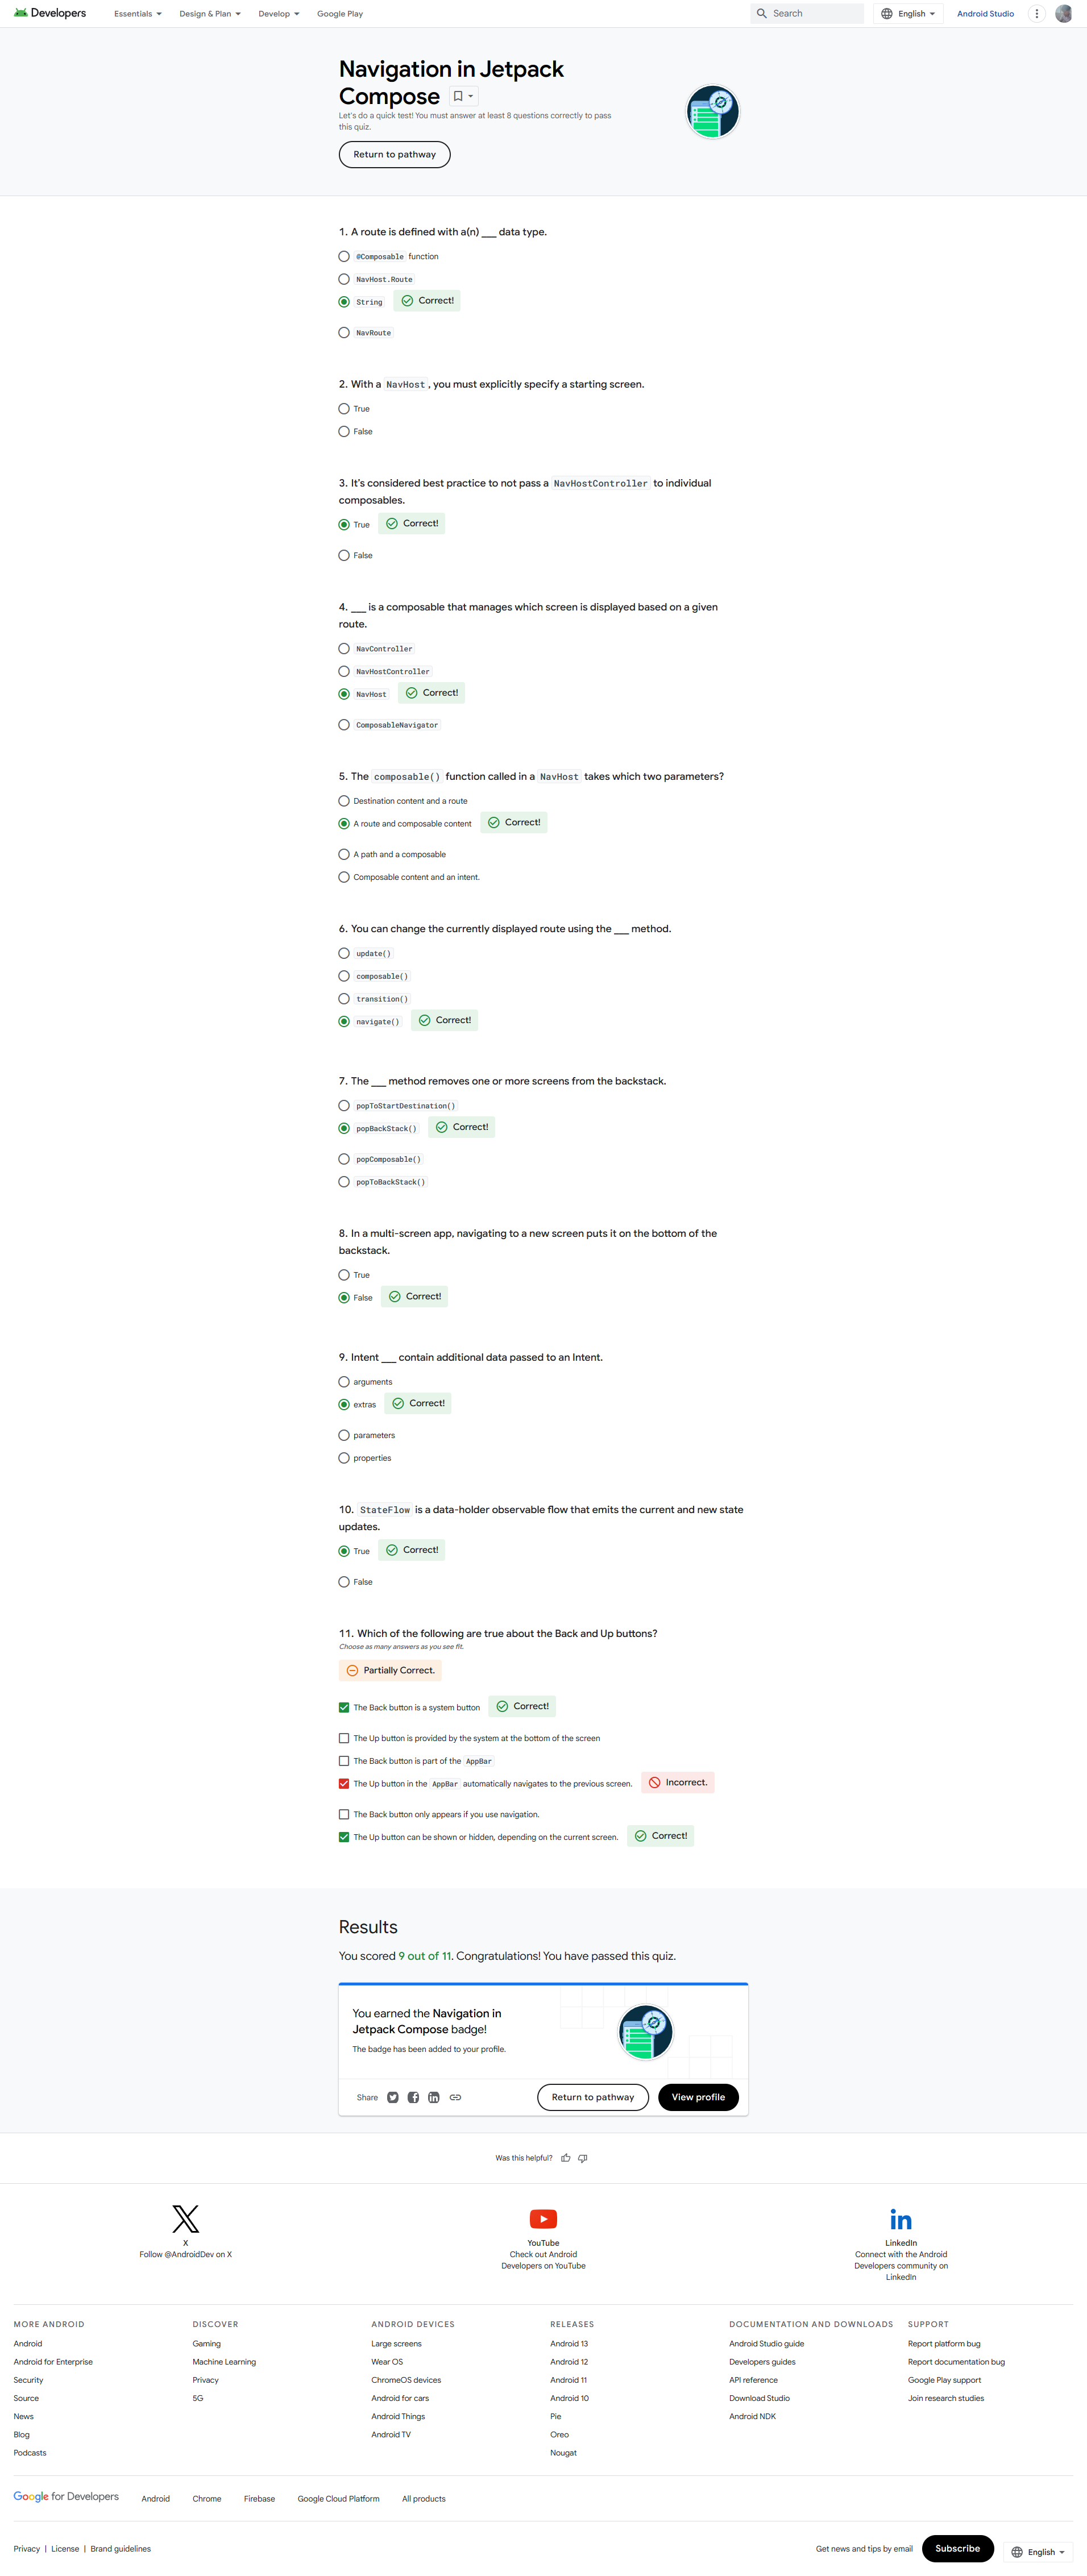 Developers
Essentials
Design & Plan
Develop
Google Play
Search
English
Android Studio
Navigation in Jetpack
Compose
Let's do a quick test! You must answer at least 8 questions correctly to pass
this quiz.
Return to pathway
1. A route is defined with a(n) ___ data type.
@Composable function
NavHost.Route
String Correct!
NavRoute
2. With a NavHost, you must explicitly specify a starting screen.
True
False
3. It's considered best practice to not pass a NavHostController to individual
composables.
True Correct!
False
4. ___ is a composable that manages which screen is displayed based on a given
route.
NavController
NavHostController
NavHost Correct!
ComposableNavigator
5. The composable() function called in a NavHost takes which two parameters?
Destination content and a route
A route and composable content Correct!
A path and a composable
Composable content and an intent.
6. You can change the currently displayed route using the ___ method.
update()
composable()
transition()
navigate() Correct!
7. The ___ method removes one or more screens from the backstack.
popToStartDestination()
popBackStack() Correct!
popComposable()
popToBackStack()
8. In a multi-screen app, navigating to a new screen puts it on the bottom of the
backstack.
True
False Correct!
9. Intent ___ contain additional data passed to an Intent.
arguments
extras Correct!
parameters
properties
10. StateFlow is a data-holder observable flow that emits the current and new state
updates.
True Correct!
False
11. Which of the following are true about the Back and Up buttons?
Choose as many answers as you see fit.
Partially Correct.
The Back button is a system button Correct!
The Up button is provided by the system at the bottom of the screen
The Back button is part of the AppBar
The Up button in the AppBar automatically navigates to the previous screen. Incorrect.
The Back button only appears if you use navigation.
The Up button can be shown or hidden, depending on the current screen. Correct!
Results
You scored 9 out of 11. Congratulations! You have passed this quiz.
You earned the Navigation in
Jetpack Compose badge!
The badge has been added to your profile.
Share
Return to pathway
View profile
Was this helpful?
X
Follow @AndroidDev on X
YouTube
Check out Android
Developers on YouTube
LinkedIn
Connect with the Android
Developers community on
LinkedIn
MORE ANDROID
Android
Android for Enterprise
Security
Source
News
Blog
Podcasts
DISCOVER
Gaming
Machine Learning
Privacy
5G
ANDROID DEVICES
Large screens
Wear OS
ChromeOS devices
Android for cars
Android Things
Android TV
RELEASES
Android 13
Android 12
Android 11
Android 10
Pie
Oreo
Nougat
DOCUMENTATION AND DOWNLOADS
Android Studio guide
Developers guides
API reference
Download Studio
Android NDK
SUPPORT
Report platform bug
Report documentation bug
Google Play support
Join research studies
Google for Developers
Android
Chrome
Firebase
Google Cloud Platform
All products
Privacy | License | Brand guidelines
Get news and tips by email
Subscribe
English